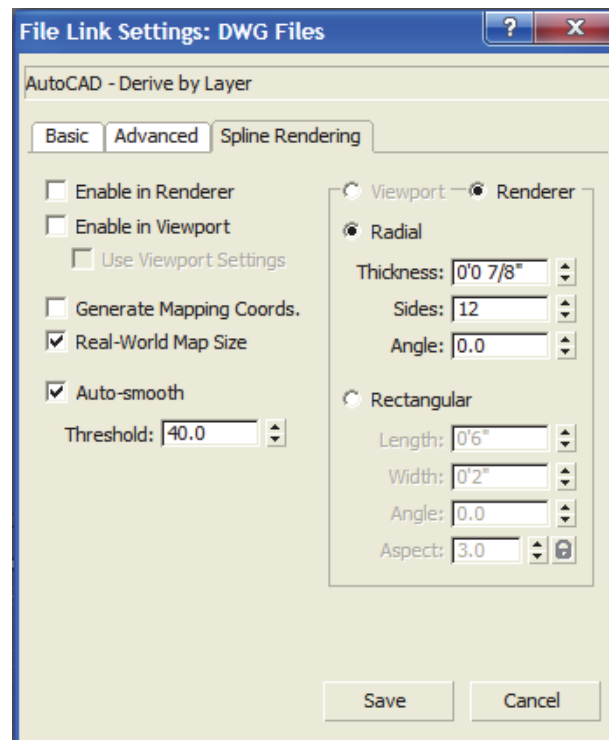 File Link Settings: DWG Files
AutoCAD - Derive by Layer
Basic Advanced Spline Rendering
Enable in Renderer
Enable in Viewport
Use Viewport Settings
Generate Mapping Coords.
Real-World Map Size
Auto-smooth
Threshold: 40.0
Viewport Renderer
Radial
Thickness: 0'0 7/8"
Sides: 12
Angle: 0.0
Rectangular
Length: 0'6"
Width: 0'2"
Angle: 0.0
Aspect: 3.0
Save Cancel